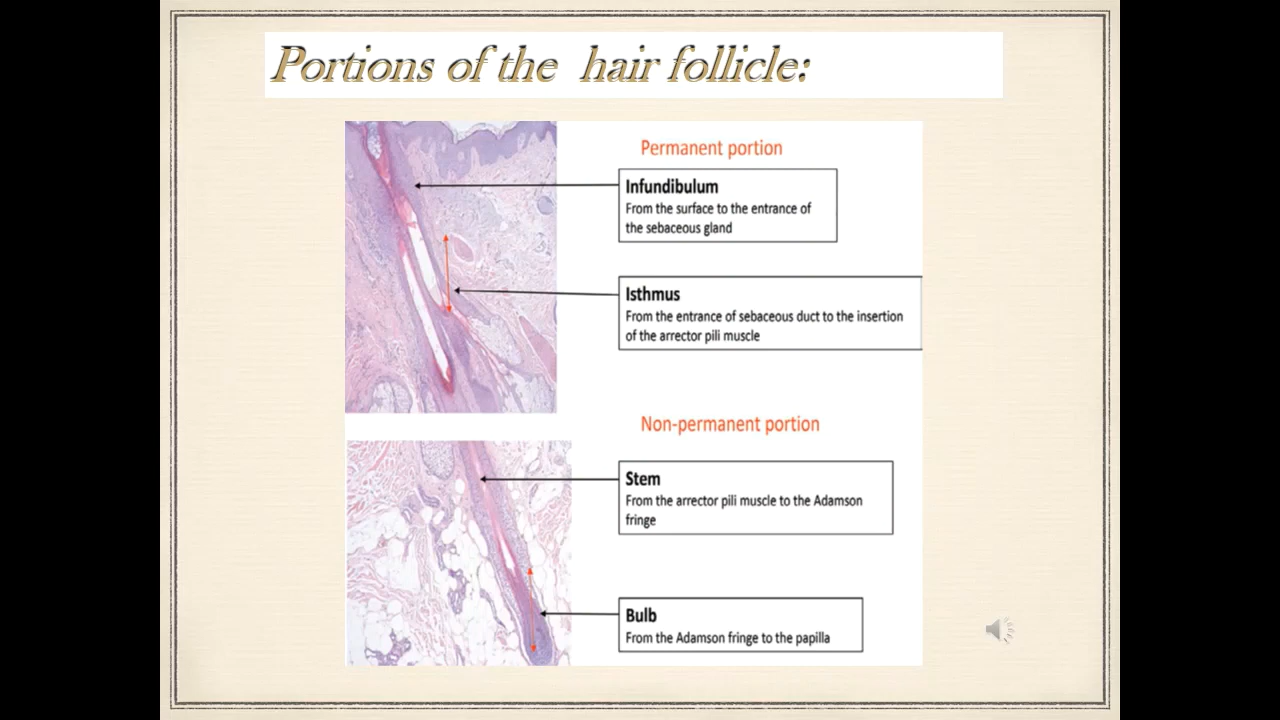 Portions of the hair follicle:
Permanent portion
Infundibulum
From the surface to the entrance of
the sebaceous gland
Isthmus
From the entrance of sebaceous duct to the insertion
of the arrector pili muscle
Non-permanent portion
Stem
From the arrector pili muscle to the Adamson
fringe
Bulb
From the Adamson fringe to the papilla